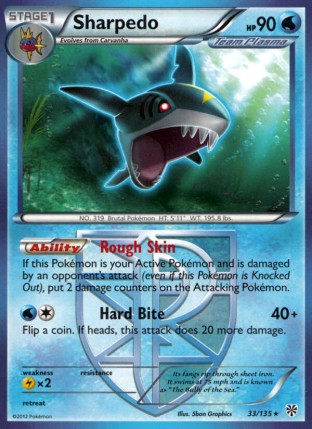 STAGE1 Sharpedo HP90
Evolves from Carvanha Team Plasma
NO. 319 Brutal Pokémon HT: 5'11" WT: 195.8 lbs.
Ability Rough Skin
If this Pokémon is your Active Pokémon and is damaged
by an opponent's attack (even if this Pokémon is Knocked
Out), put 2 damage counters on the Attacking Pokémon.
Hard Bite 40+
Flip a coin. If heads, this attack does 20 more damage.
weakness resistance
×2
retreat
Its fangs rip through sheet iron.
It swims at 75 mph and is known
as "The Bully of the Sea."
©2012 Pokémon Illus. 5ban Graphics 33/135